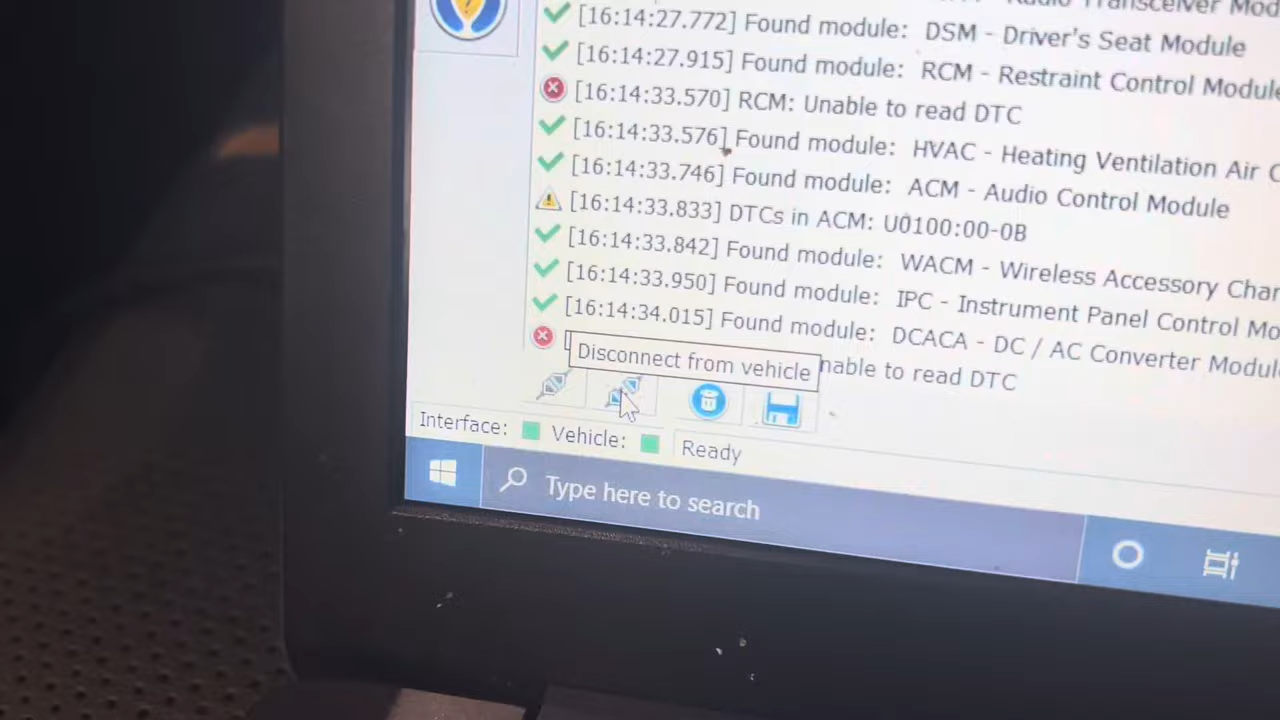 Transceiver Mod
[16:14:27.772] Found module: DSM - Driver's Seat Module
[16:14:27.915] Found module: RCM - Restraint Control Module
[16:14:33.570] RCM: Unable to read DTC
[16:14:33.576] Found module: HVAC - Heating Ventilation Air C
[16:14:33.746] Found module: ACM - Audio Control Module
[16:14:33.833] DTCs in ACM: U0100:00-0B
[16:14:33.842] Found module: WACM - Wireless Accessory Char
[16:14:33.950] Found module: IPC - Instrument Panel Control Mo
[16:14:34.015] Found module: DCACA - DC / AC Converter Modul
Disconnect from vehicle
nable to read DTC
Interface: Vehicle: Ready
Type here to search